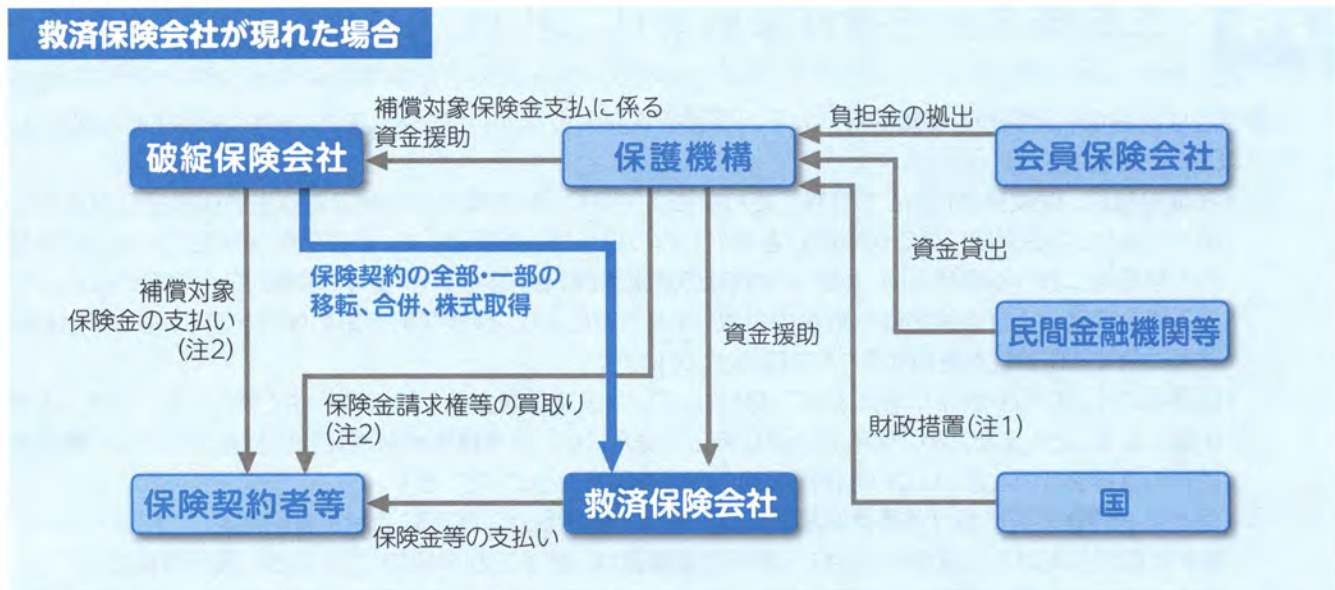 救済保険会社が現れた場合
補償対象保険金支払に係る
資金援助
負担金の拠出
破綻保険会社
保護機構
会員保険会社
資金貸出
保険契約の全部・一部の
移転、合併、株式取得
補償対象
保険金の支払い
(注2)
資金援助
民間金融機関等
保険金請求権等の買取り
(注2)
財政措置(注1)
保険契約者等
救済保険会社
国
保険金等の支払い